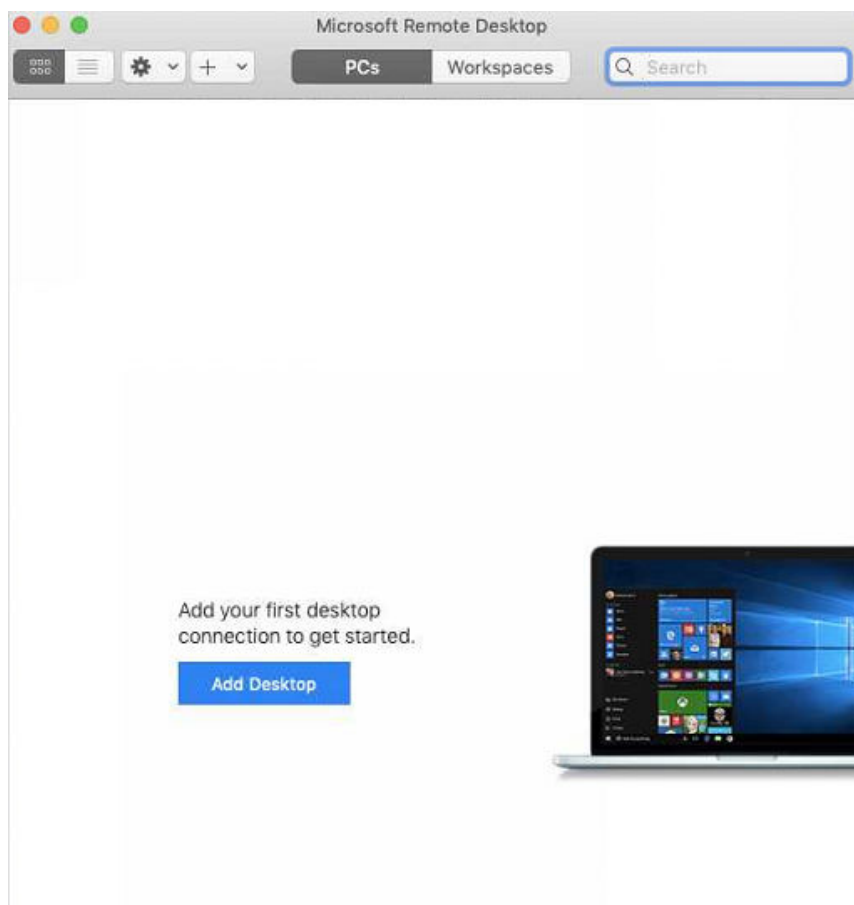 Microsoft Remote Desktop
PCs
Workspaces
Search
Add your first desktop
connection to get started.
Add Desktop